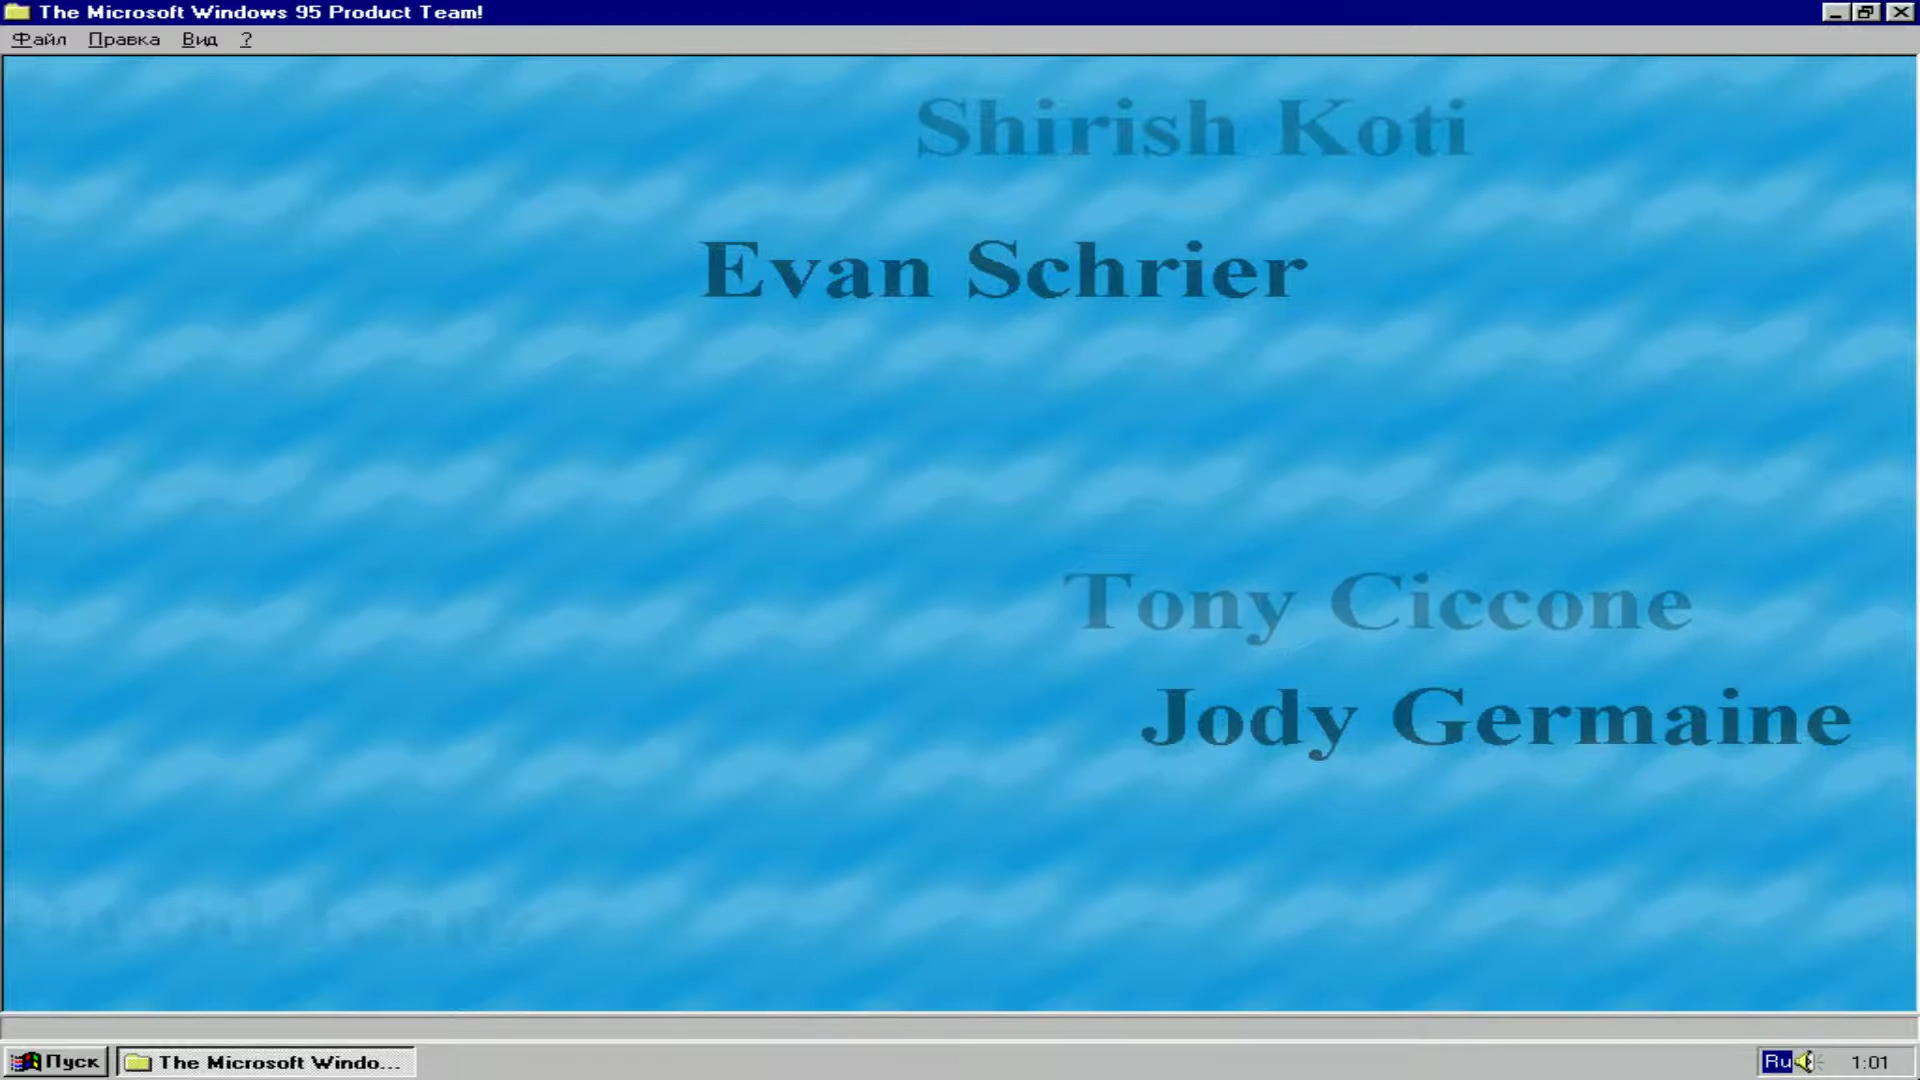 The Microsoft Windows 95 Product Team!
Файл Правка Вид ?
Shirish Koti
Evan Schrier
Tony Ciccone
Jody Germaine
Пуск The Microsoft Windo... Ru 1:01